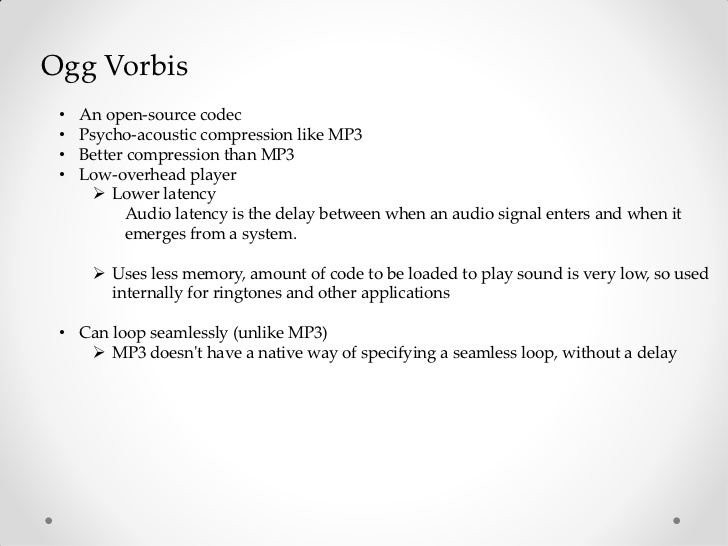 Ogg Vorbis
• An open-source codec
• Psycho-acoustic compression like MP3
• Better compression than MP3
• Low-overhead player
➢ Lower latency
Audio latency is the delay between when an audio signal enters and when it
emerges from a system.
➢ Uses less memory, amount of code to be loaded to play sound is very low, so used
internally for ringtones and other applications
• Can loop seamlessly (unlike MP3)
➢ MP3 doesn't have a native way of specifying a seamless loop, without a delay